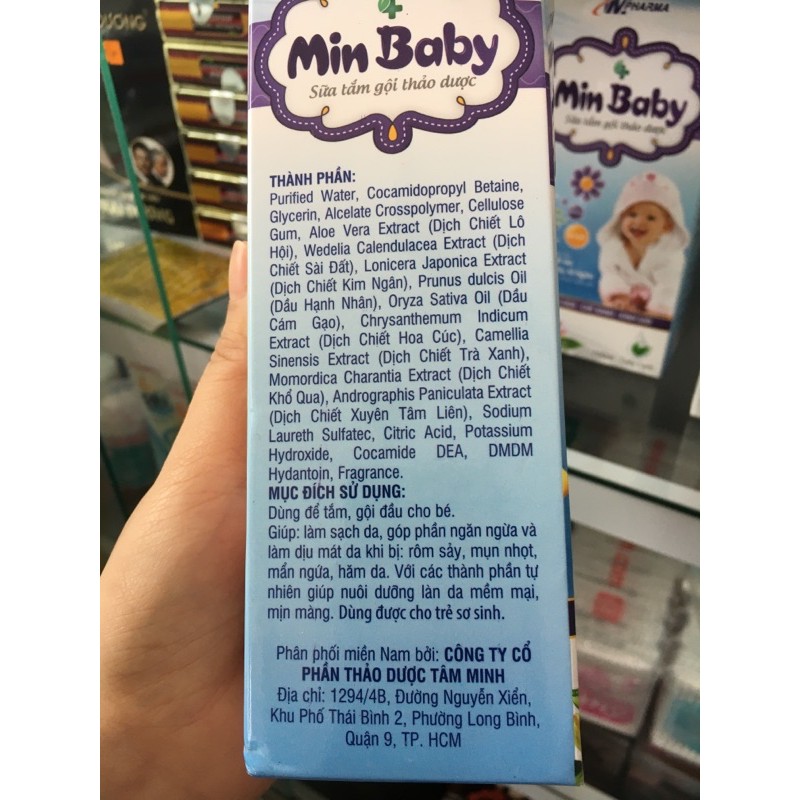 Min Baby
Sữa tắm gội thảo dược
THÀNH PHẦN:
Purified Water, Cocamidopropyl Betaine,
Glycerin, Alcelate Crosspolymer, Cellulose
Gum, Aloe Vera Extract (Dịch Chiết Lô
Hội), Wedelia Calendulacea Extract (Dịch
Chiết Sài Đất), Lonicera Japonica Extract
(Dịch Chiết Kim Ngân), Prunus dulcis Oil
(Dầu Hạnh Nhân), Oryza Sativa Oil (Dầu
Cám Gạo), Chrysanthemum Indicum
Extract (Dịch Chiết Hoa Cúc), Camellia
Sinensis Extract (Dịch Chiết Trà Xanh),
Momordica Charantia Extract (Dịch Chiết
Khổ Qua), Andrographis Paniculata Extract
(Dịch Chiết Xuyên Tâm Liên), Sodium
Laureth Sulfatec, Citric Acid, Potassium
Hydroxide, Cocamide DEA, DMDM
Hydantoin, Fragrance.
MỤC ĐÍCH SỬ DỤNG:
Dùng để tắm, gội đầu cho bé.
Giúp: làm sạch da, góp phần ngăn ngừa và
làm dịu mát da khi bị: rôm sảy, mụn nhọt,
mẩn ngứa, hăm da. Với các thành phần tự
nhiên giúp nuôi dưỡng làn da mềm mại,
mịn màng. Dùng được cho trẻ sơ sinh.
Phân phối miền Nam bởi: CÔNG TY CỔ
PHẦN THẢO DƯỢC TÂM MINH
Địa chỉ: 1294/4B, Đường Nguyễn Xiển,
Khu Phố Thái Bình 2, Phường Long Bình,
Quận 9, TP. HCM
PHARMA
Min Baby
Sữa tắm gội thảo dược